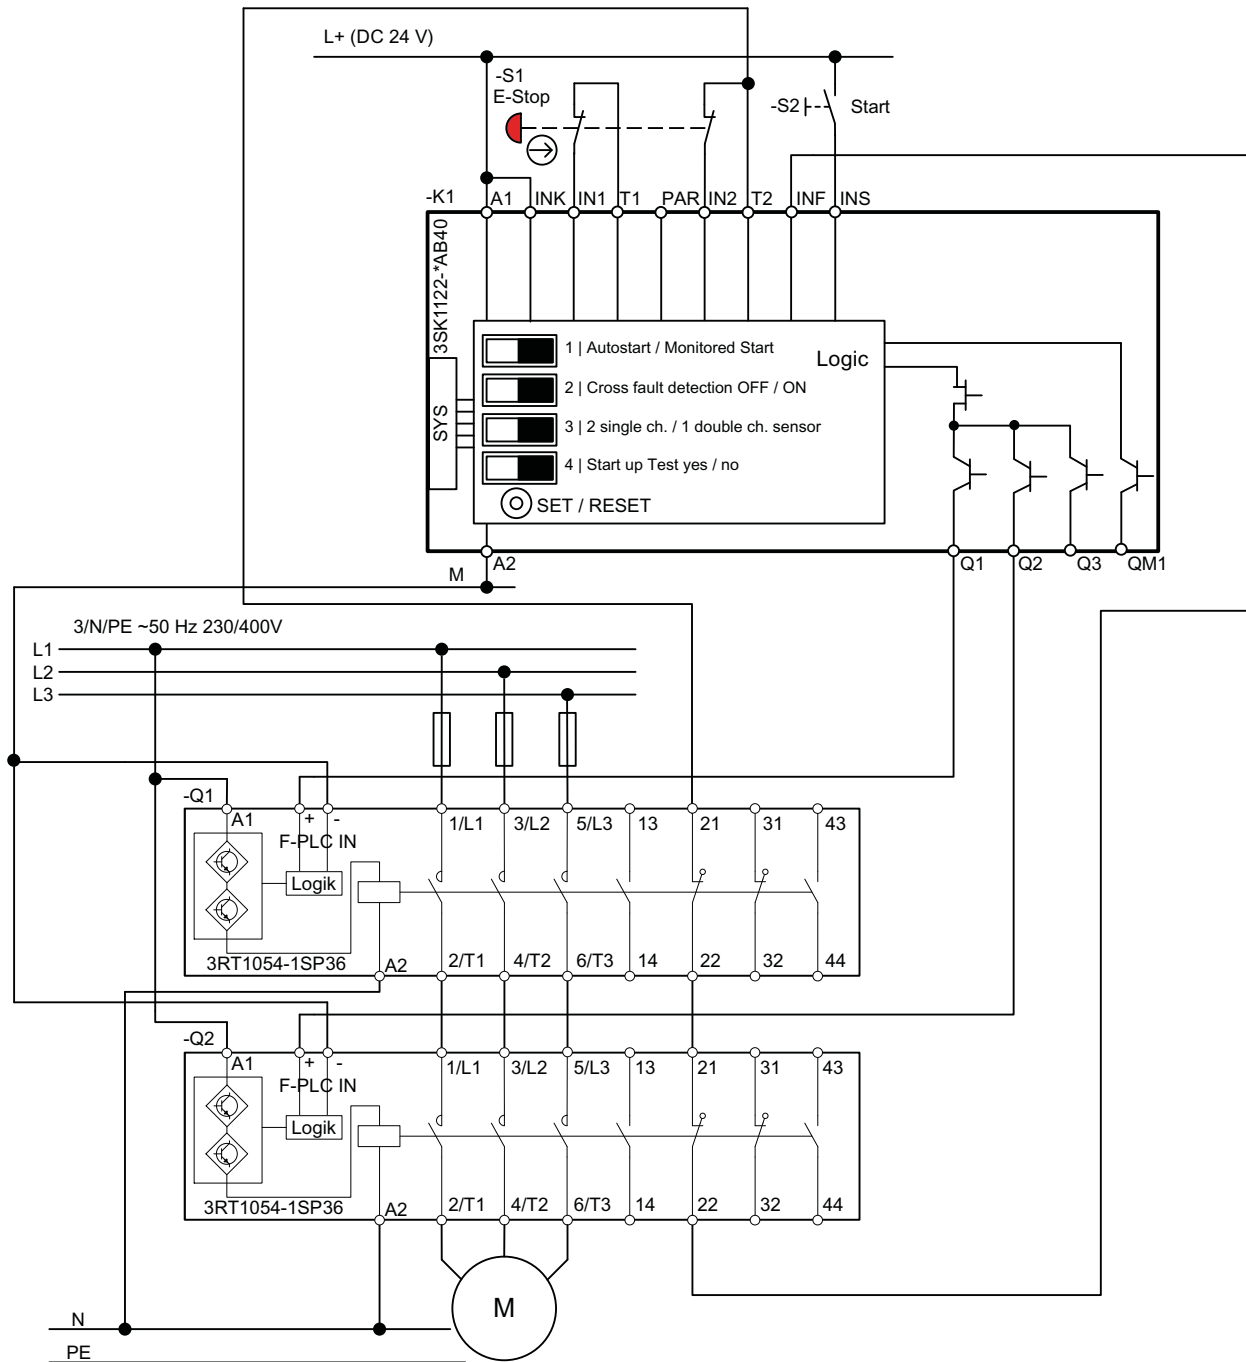 L+ (DC 24 V)
-S1
E-Stop
-S2
Start
-K1
A1
INK
IN1
T1
PAR
IN2
T2
INF
INS
3SK1122-*AB40
SYS
1 | Autostart / Monitored Start
Logic
2 | Cross fault detection OFF / ON
3 | 2 single ch. / 1 double ch. sensor
4 | Start up Test yes / no
SET / RESET
A2
Q1
Q2
Q3
QM1
M
3/N/PE ~50 Hz 230/400V
L1
L2
L3
-Q1
A1
+
-
F-PLC IN
Logik
1/L1
3/L2
5/L3
13
21
31
43
3RT1054-1SP36
A2
2/T1
4/T2
6/T3
14
22
32
44
-Q2
A1
+
-
F-PLC IN
Logik
1/L1
3/L2
5/L3
13
21
31
43
3RT1054-1SP36
A2
2/T1
4/T2
6/T3
14
22
32
44
M
N
PE